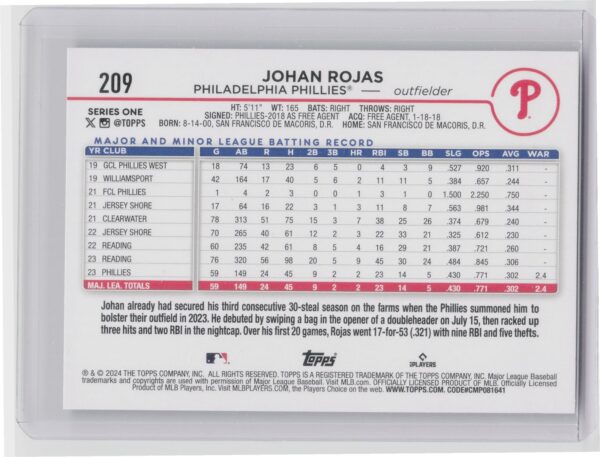 209
JOHAN ROJAS
PHILADELPHIA PHILLIES® — outfielder
P
SERIES ONE
@TOPPS
HT: 5'11" WT: 165 BATS: RIGHT THROWS: RIGHT
SIGNED: PHILLIES-2018 AS FREE AGENT ACQ: FREE AGENT, 1-18-18
BORN: 8-14-00, SAN FRANCISCO DE MACORIS, D.R. HOME: SAN FRANCISCO DE MACORIS, D.R.
MAJOR AND MINOR LEAGUE BATTING RECORD
YR CLUB G AB R H 2B 3B HR RBI SB BB SLG OPS AVG WAR
19 GCL PHILLIES WEST 18 74 13 23 6 5 0 4 3 9 .527 .920 .311 -
19 WILLIAMSPORT 42 164 17 40 5 6 2 11 11 5 .384 .657 .244 -
21 FCL PHILLIES 1 4 2 3 0 0 1 3 1 0 1.500 2.250 .750 -
21 JERSEY SHORE 17 64 16 22 3 1 3 11 8 7 .563 .981 .344 -
21 CLEARWATER 78 313 51 75 15 3 7 38 25 26 .374 .679 .240 -
22 JERSEY SHORE 70 265 40 61 12 2 3 22 33 25 .325 .612 .230 -
22 READING 60 235 42 61 8 5 4 16 29 21 .387 .721 .260 -
23 READING 76 320 56 98 20 5 9 45 30 22 .484 .845 .306 -
23 PHILLIES 59 149 24 45 9 2 2 23 14 5 .430 .771 .302 2.4
MAJ. LEA. TOTALS 59 149 24 45 9 2 2 23 14 5 .430 .771 .302 2.4
Johan already had secured his third consecutive 30-steal season on the farms when the Phillies summoned him to
bolster their outfield in 2023. He debuted by swiping a bag in the opener of a doubleheader on July 15, then racked up
three hits and two RBI in the nightcap. Over his first 20 games, Rojas went 17-for-53 (.321) with nine RBI and five thefts.
Topps
PLAYERS
® & © 2024 THE TOPPS COMPANY, INC. ALL RIGHTS RESERVED. TOPPS IS A REGISTERED TRADEMARK OF THE TOPPS COMPANY, INC. Major League Baseball
trademarks and copyrights are used with permission of Major League Baseball. Visit MLB.com. OFFICIALLY LICENSED PRODUCT OF MLB. Officially Licensed
Product of MLB Players, Inc. Visit MLBPLAYERS.COM, the Players Choice on the web. WWW.TOPPS.COM. CODE#CMP081641